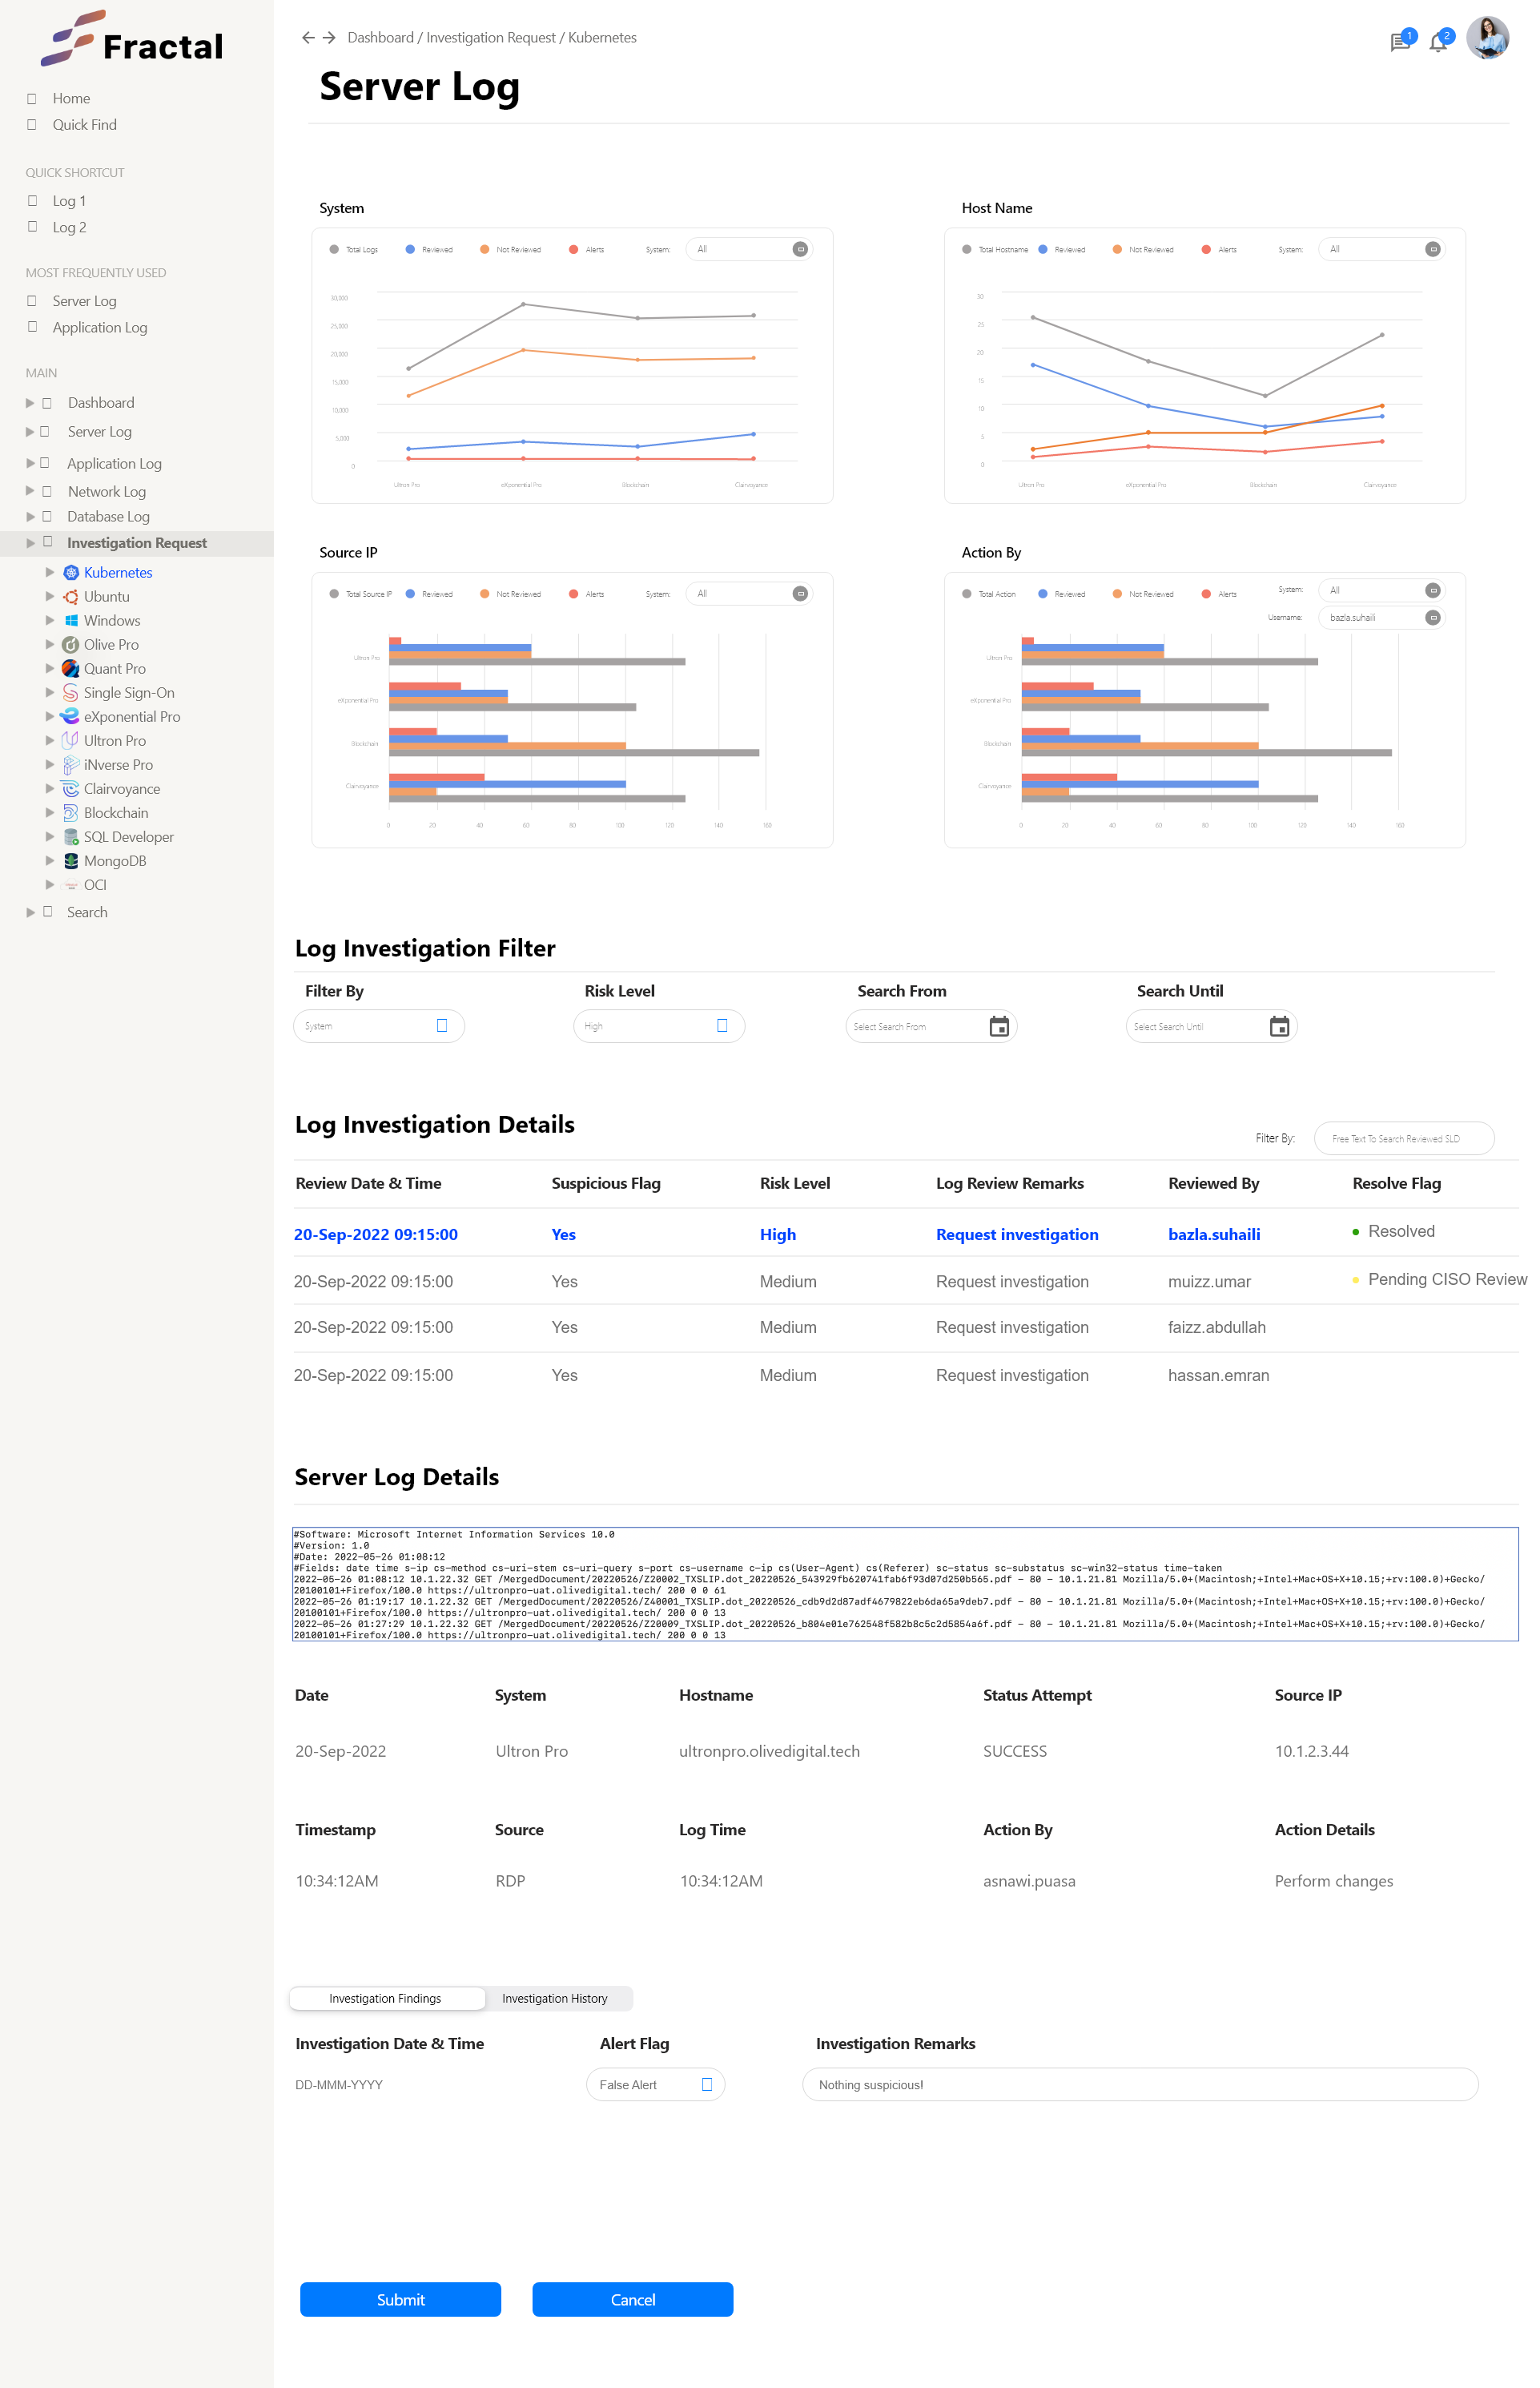 Fractal
Home
Quick Find
QUICK SHORTCUT
Log 1
Log 2
MOST FREQUENTLY USED
Server Log
Application Log
MAIN
Dashboard
Server Log
Application Log
Network Log
Database Log
Investigation Request
Kubernetes
Ubuntu
Windows
Olive Pro
Quant Pro
Single Sign-On
eXponential Pro
Ultron Pro
iNverse Pro
Clairvoyance
Blockchain
SQL Developer
MongoDB
OCI
Search
Dashboard / Investigation Request / Kubernetes
1
2
Server Log
System
Total Logs Reviewed Not Reviewed Alerts System: All
30,000
25,000
20,000
15,000
10,000
5,000
0
Ultron Pro eXponential Pro Blockchain Clairvoyance
Host Name
Total Hostname Reviewed Not Reviewed Alerts System: All
30
25
20
15
10
5
0
Ultron Pro eXponential Pro Blockchain Clairvoyance
Source IP
Total Source IP Reviewed Not Reviewed Alerts System: All
Ultron Pro
eXponential Pro
Blockchain
Clairvoyance
0 20 40 60 80 100 120 140 160
Action By
Total Action Reviewed Not Reviewed Alerts System: All
Username: bazla.suhaili
Ultron Pro
eXponential Pro
Blockchain
Clairvoyance
0 20 40 60 80 100 120 140 160
Log Investigation Filter
Filter By Risk Level Search From Search Until
System High Select Search From Select Search Until
Log Investigation Details
Filter By: Free Text To Search Reviewed SLD
Review Date & Time Suspicious Flag Risk Level Log Review Remarks Reviewed By Resolve Flag
20-Sep-2022 09:15:00 Yes High Request investigation bazla.suhaili Resolved
20-Sep-2022 09:15:00 Yes Medium Request investigation muizz.umar Pending CISO Review
20-Sep-2022 09:15:00 Yes Medium Request investigation faizz.abdullah
20-Sep-2022 09:15:00 Yes Medium Request investigation hassan.emran
Server Log Details
#Software: Microsoft Internet Information Services 10.0
#Version: 1.0
#Date: 2022-05-26 01:08:12
#Fields: date time s-ip cs-method cs-uri-stem cs-uri-query s-port cs-username c-ip cs(User-Agent) cs(Referer) sc-status sc-substatus sc-win32-status time-taken
2022-05-26 01:08:12 10.1.22.32 GET /MergedDocument/20220526/Z20002_TXSLIP.dot_20220526_543929fb620741fab6f93d07d250b565.pdf - 80 - 10.1.21.81 Mozilla/5.0+(Macintosh;+Intel+Mac+OS+X+10.15;+rv:100.0)+Gecko/
20100101+Firefox/100.0 https://ultronpro-uat.olivedigital.tech/ 200 0 0 61
2022-05-26 01:19:17 10.1.22.32 GET /MergedDocument/20220526/Z40001_TXSLIP.dot_20220526_cdb9d2d87adf4679822eb6da65a9deb7.pdf - 80 - 10.1.21.81 Mozilla/5.0+(Macintosh;+Intel+Mac+OS+X+10.15;+rv:100.0)+Gecko/
20100101+Firefox/100.0 https://ultronpro-uat.olivedigital.tech/ 200 0 0 13
2022-05-26 01:27:29 10.1.22.32 GET /MergedDocument/20220526/Z20009_TXSLIP.dot_20220526_b804e01e762548f582b8c5c2d5854a6f.pdf - 80 - 10.1.21.81 Mozilla/5.0+(Macintosh;+Intel+Mac+OS+X+10.15;+rv:100.0)+Gecko/
20100101+Firefox/100.0 https://ultronpro-uat.olivedigital.tech/ 200 0 0 13
Date System Hostname Status Attempt Source IP
20-Sep-2022 Ultron Pro ultronpro.olivedigital.tech SUCCESS 10.1.2.3.44
Timestamp Source Log Time Action By Action Details
10:34:12AM RDP 10:34:12AM asnawi.puasa Perform changes
Investigation Findings Investigation History
Investigation Date & Time Alert Flag Investigation Remarks
DD-MMM-YYYY False Alert Nothing suspicious!
Submit Cancel